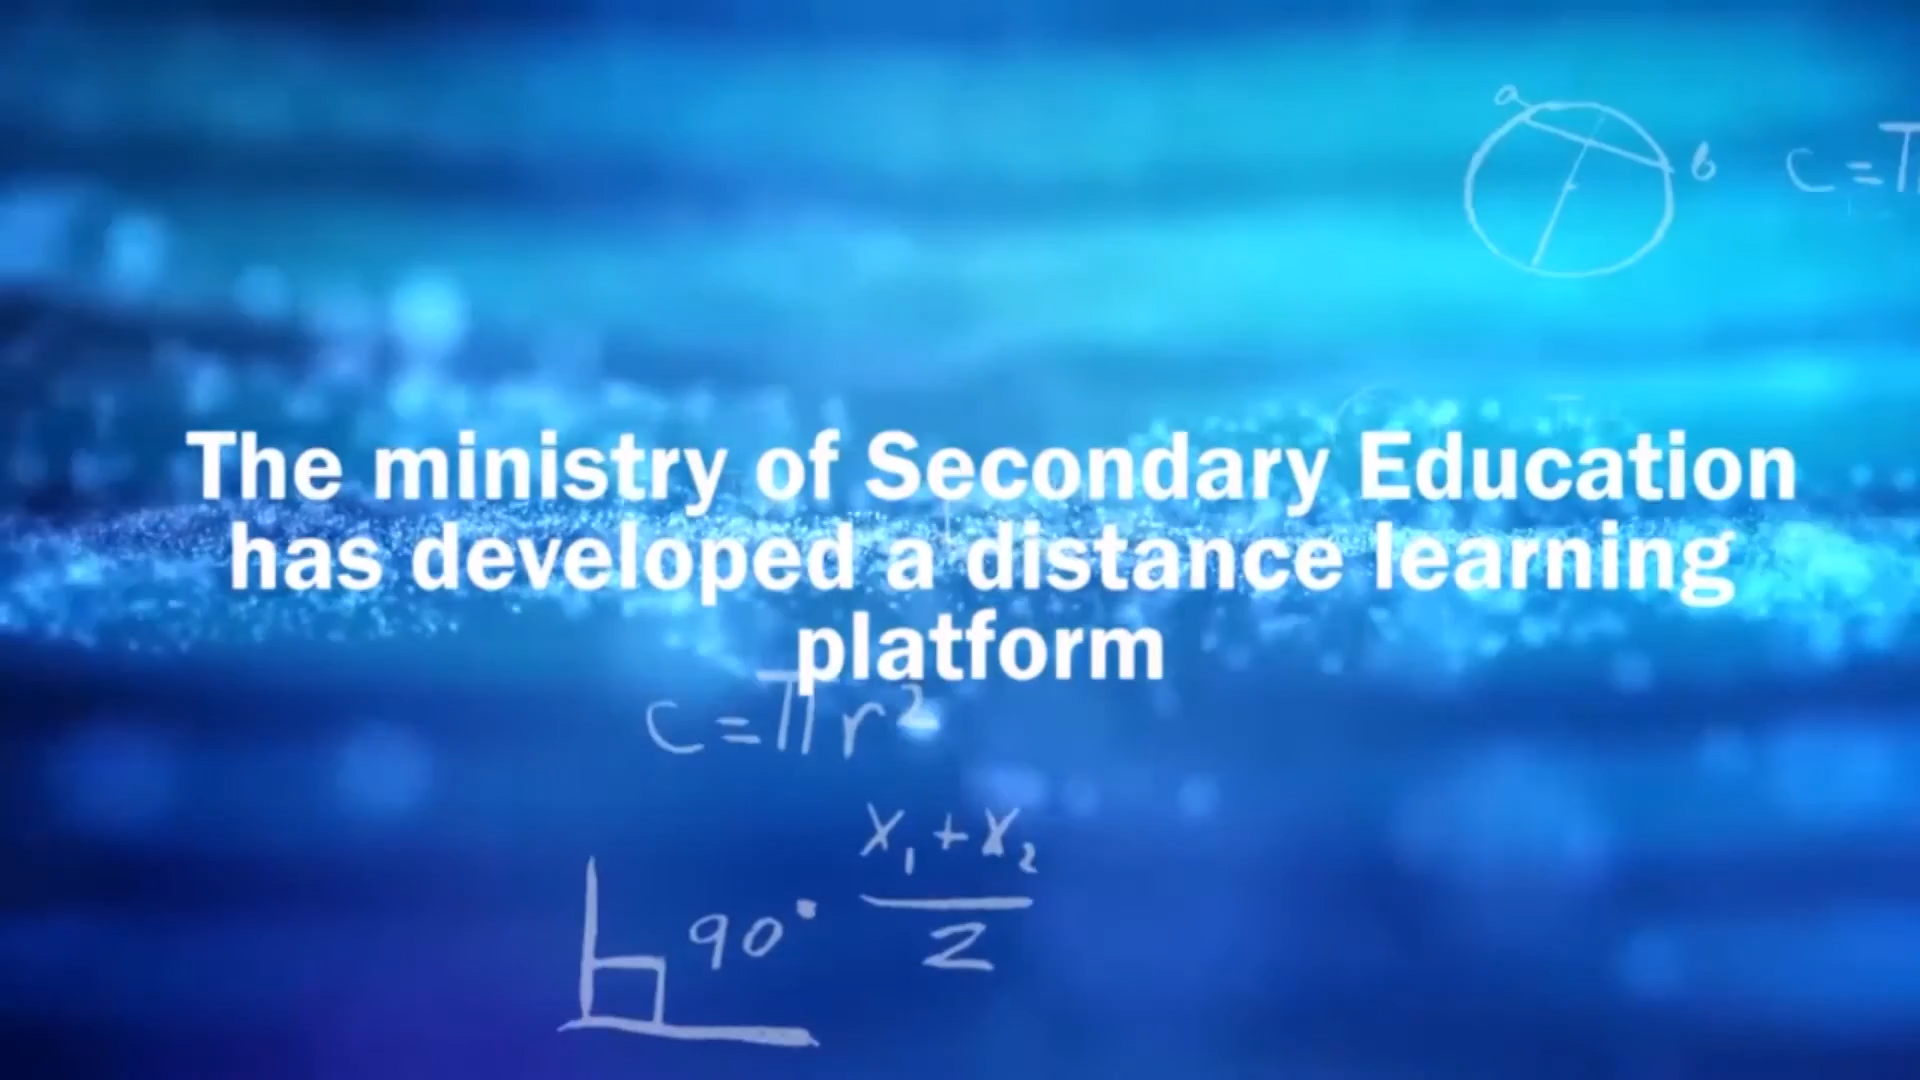 a
b C=π
The ministry of Secondary Education
has developed a distance learning
platform
C=πr²
X₁+X₂
90°
2